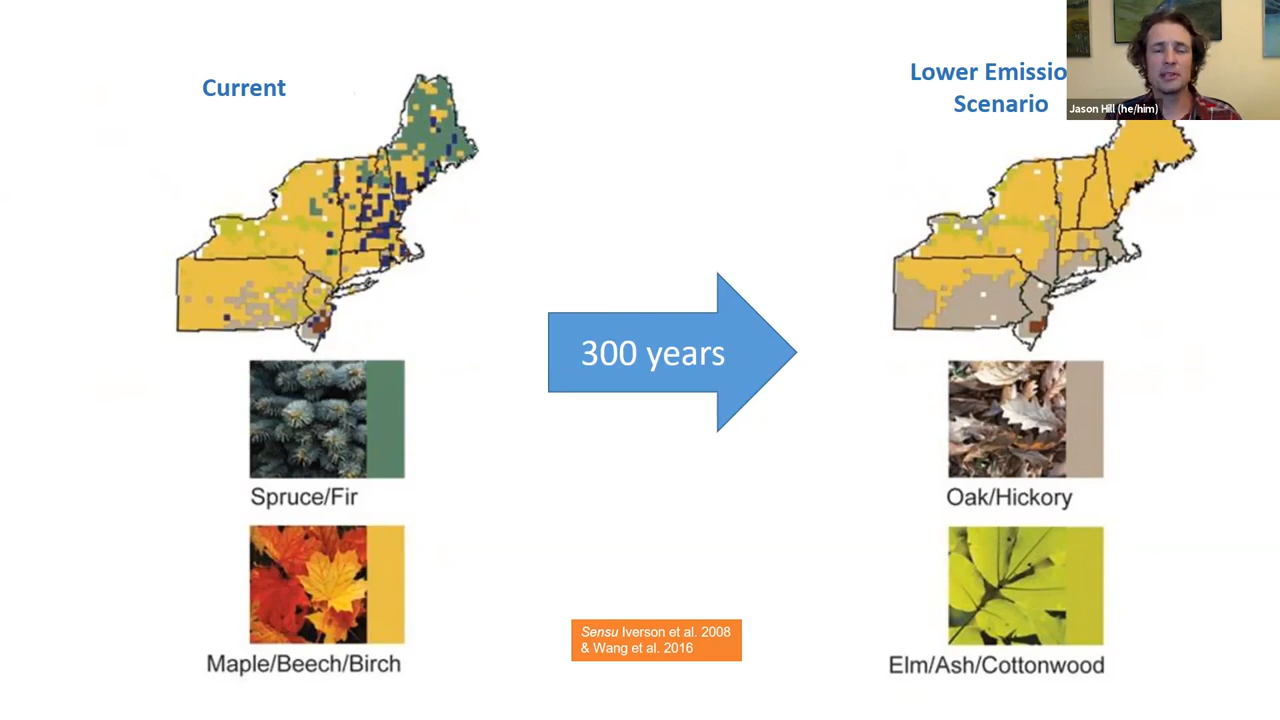 Current
Lower Emissio
Scenario
Jason Hill (he/him)
300 years
Spruce/Fir
Oak/Hickory
Maple/Beech/Birch
Elm/Ash/Cottonwood
Sensu Iverson et al. 2008
& Wang et al. 2016